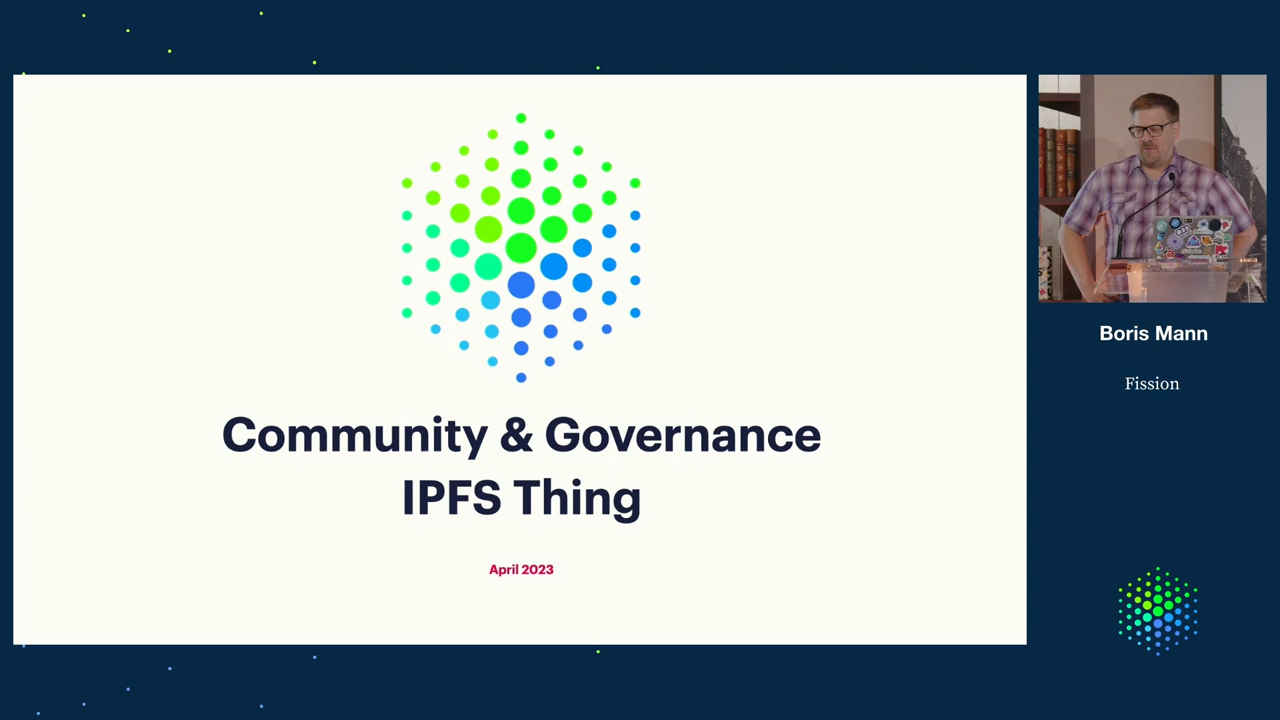 Community & Governance
IPFS Thing
April 2023
Boris Mann
Fission